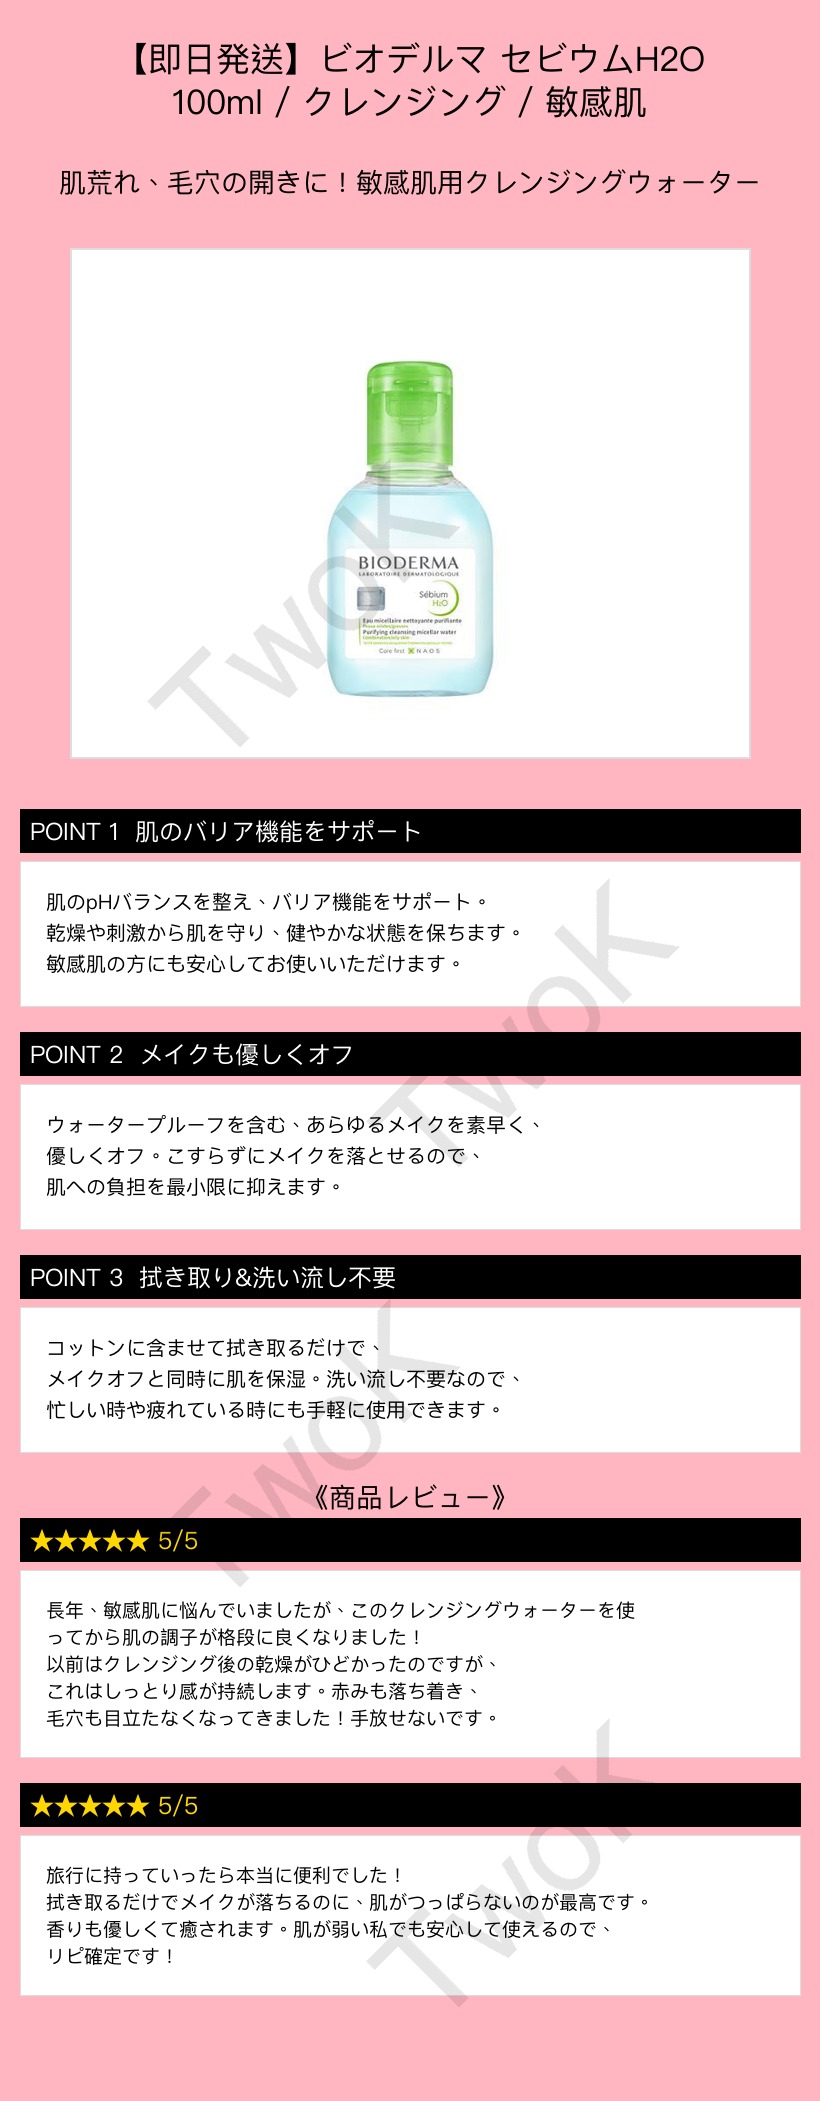 【即日発送】ビオデルマ セビウムH2O
100ml / クレンジング / 敏感肌
肌荒れ、毛穴の開きに！敏感肌用クレンジングウォーター
BIODERMA
LABORATOIRE DERMATOLOGIQUE
Sébium
H2O
Eau micellaire nettoyante purifiante
Peaux mixtes/grasses
Purifying cleansing micellar water
Combination/oily skin
Care first NAOS
TwoK
POINT 1 肌のバリア機能をサポート
肌のpHバランスを整え、バリア機能をサポート。
乾燥や刺激から肌を守り、健やかな状態を保ちます。
敏感肌の方にも安心してお使いいただけます。
TwoK
POINT 2 メイクも優しくオフ
ウォータープルーフを含む、あらゆるメイクを素早く、
優しくオフ。こすらずにメイクを落とせるので、
肌への負担を最小限に抑えます。
POINT 3 拭き取り&洗い流し不要
コットンに含ませて拭き取るだけで、
メイクオフと同時に肌を保湿。洗い流し不要なので、
忙しい時や疲れている時にも手軽に使用できます。
TwoK
《商品レビュー》
★★★★★ 5/5
長年、敏感肌に悩んでいましたが、このクレンジングウォーターを使
ってから肌の調子が格段に良くなりました！
以前はクレンジング後の乾燥がひどかったのですが、
これはしっとり感が持続します。赤みも落ち着き、
毛穴も目立たなくなってきました！手放せないです。
★★★★★ 5/5
旅行に持っていったら本当に便利でした！
拭き取るだけでメイクが落ちるのに、肌がつっぱらないのが最高です。
香りも優しくて癒されます。肌が弱い私でも安心して使えるので、
リピ確定です！
TwoK